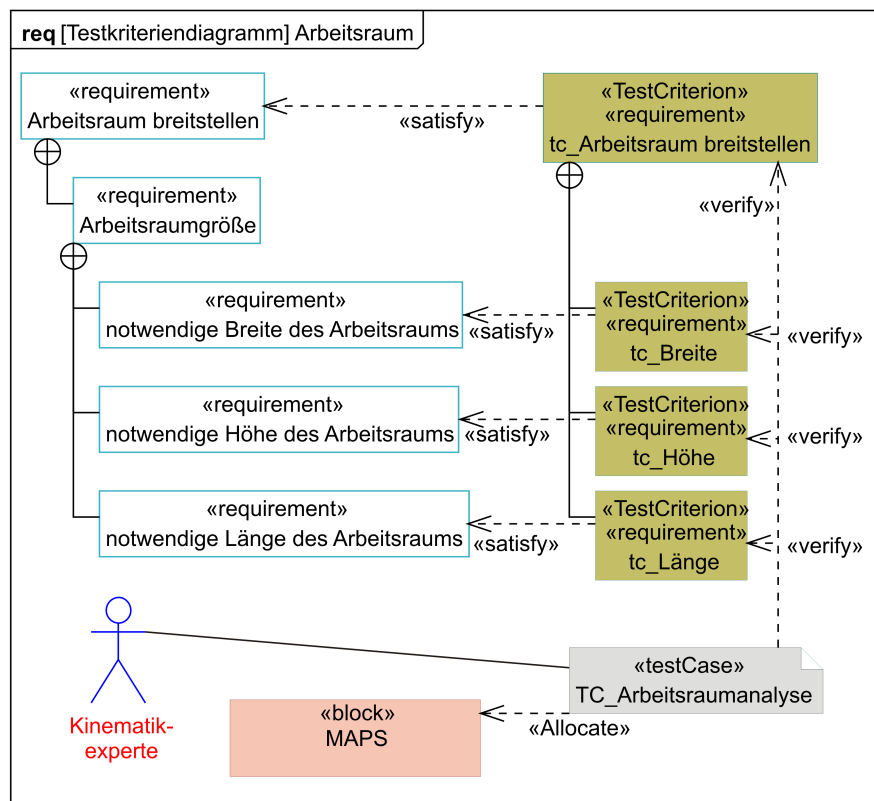 req [Testkriteriendiagramm] Arbeitsraum
«requirement»
Arbeitsraum breitstellen
«satisfy»
«TestCriterion»
«requirement»
tc_Arbeitsraum breitstellen
«requirement»
Arbeitsraumgröße
«verify»
«requirement»
notwendige Breite des Arbeitsraums
«satisfy»
«TestCriterion»
«requirement»
tc_Breite
«verify»
«requirement»
notwendige Höhe des Arbeitsraums
«satisfy»
«TestCriterion»
«requirement»
tc_Höhe
«verify»
«requirement»
notwendige Länge des Arbeitsraums
«satisfy»
«TestCriterion»
«requirement»
tc_Länge
«verify»
Kinematik-
experte
«testCase»
TC_Arbeitsraumanalyse
«block»
MAPS
«Allocate»